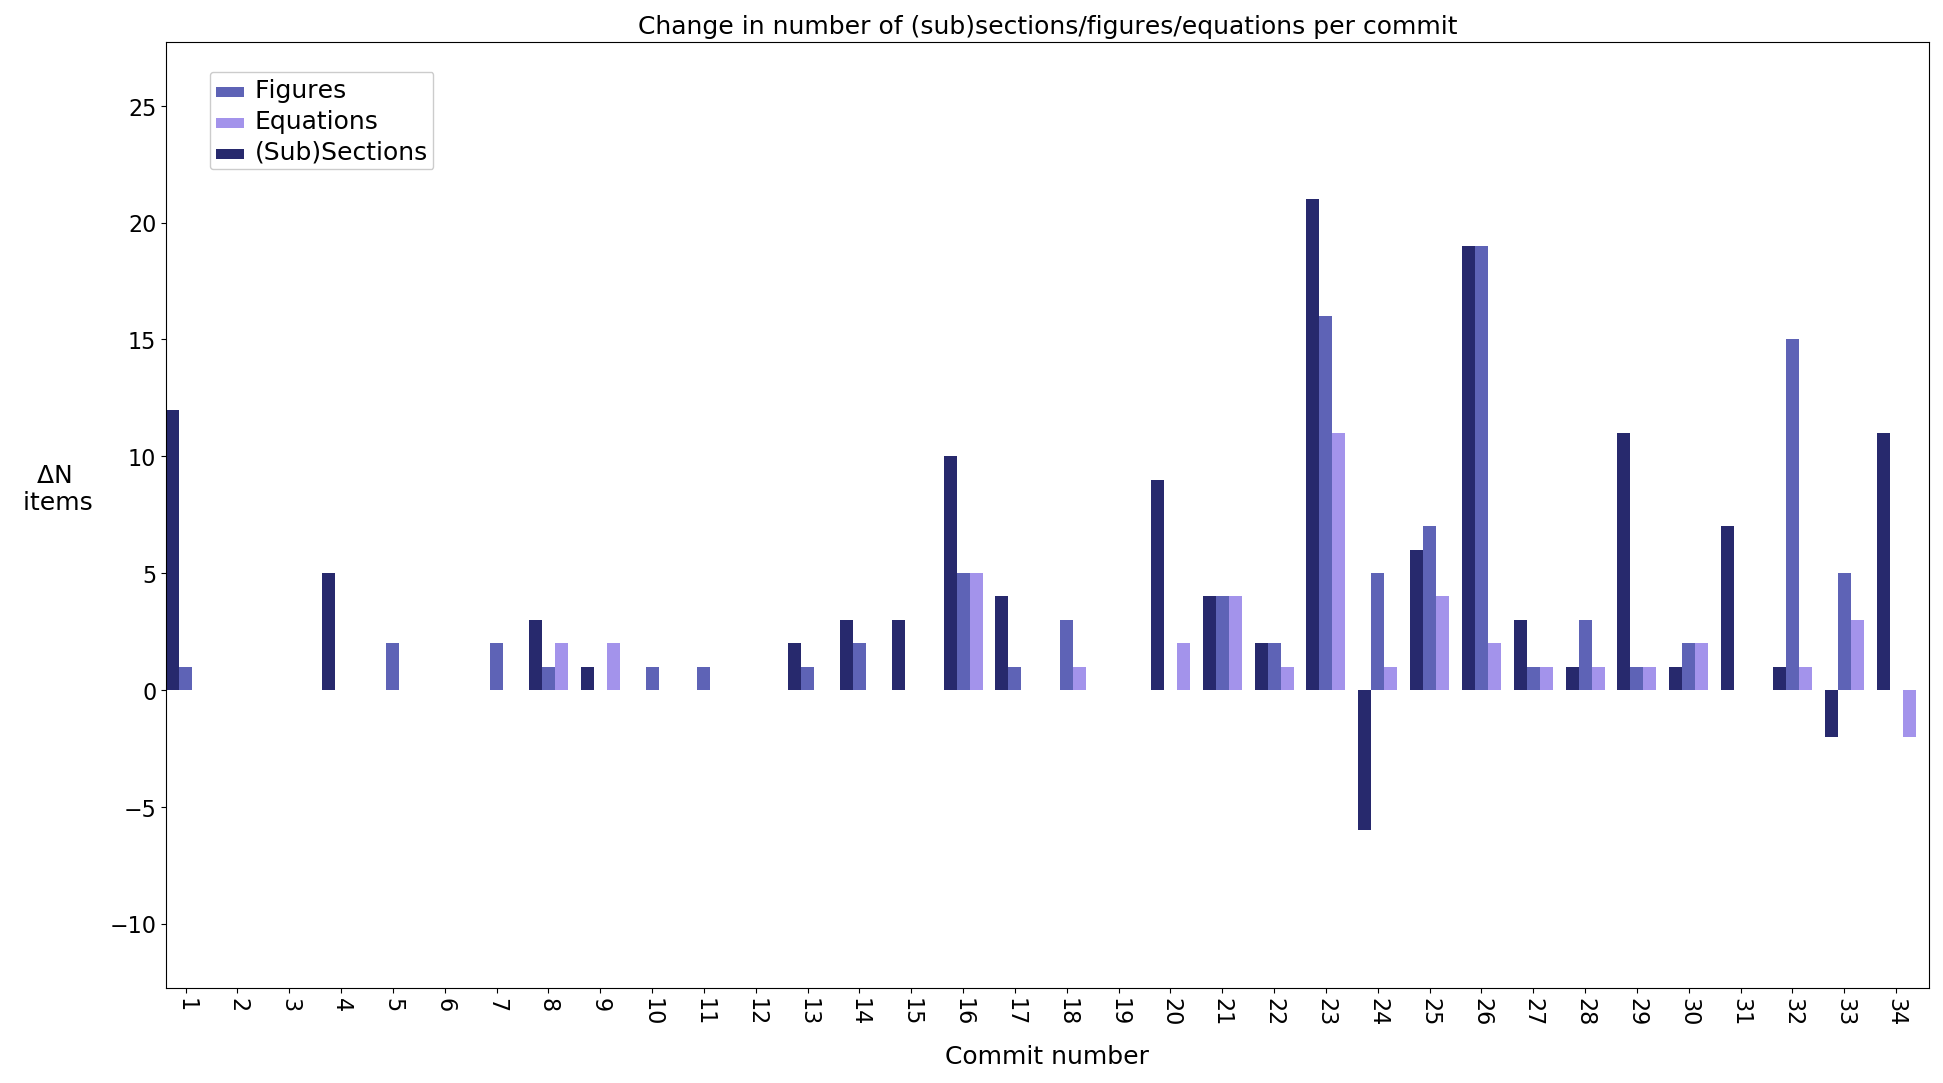 Change in number of (sub)sections/figures/equations per commit
Figures
Equations
(Sub)Sections
25
20
15
10
5
0
−5
−10
ΔN
items
1 2 3 4 5 6 7 8 9 10 11 12 13 14 15 16 17 18 19 20 21 22 23 24 25 26 27 28 29 30 31 32 33 34
Commit number